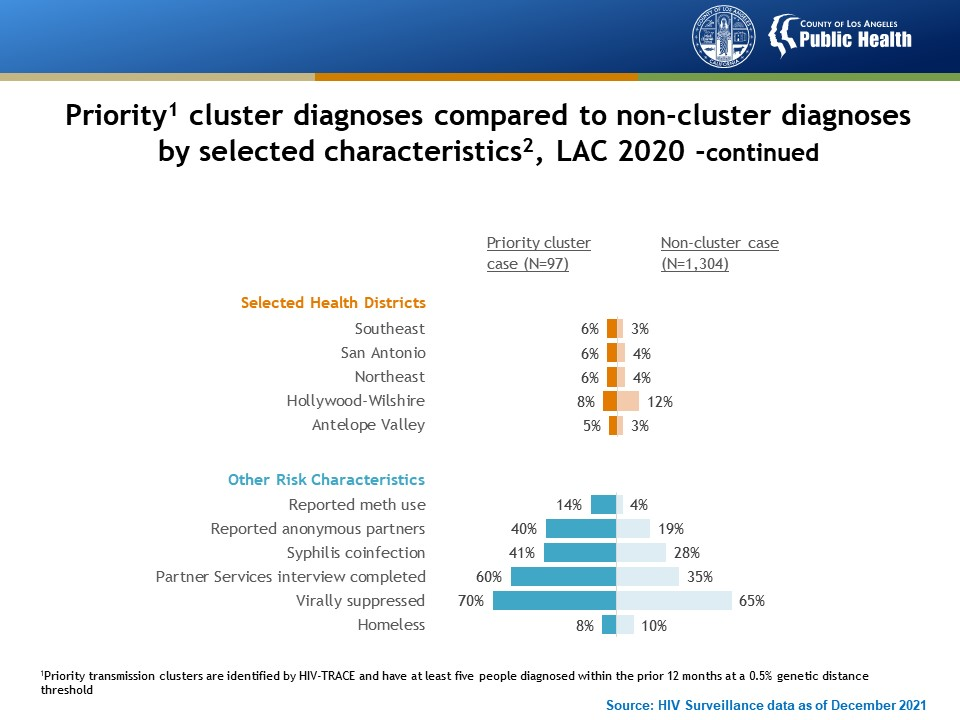 COUNTY OF LOS ANGELES
Public Health
Priority¹ cluster diagnoses compared to non-cluster diagnoses
by selected characteristics², LAC 2020 –continued
Priority cluster
case (N=97)
Non-cluster case
(N=1,304)
Selected Health Districts
Southeast 6% 3%
San Antonio 6% 4%
Northeast 6% 4%
Hollywood-Wilshire 8% 12%
Antelope Valley 5% 3%
Other Risk Characteristics
Reported meth use 14% 4%
Reported anonymous partners 40% 19%
Syphilis coinfection 41% 28%
Partner Services interview completed 60% 35%
Virally suppressed 70% 65%
Homeless 8% 10%
¹Priority transmission clusters are identified by HIV-TRACE and have at least five people diagnosed within the prior 12 months at a 0.5% genetic distance
threshold
Source: HIV Surveillance data as of December 2021